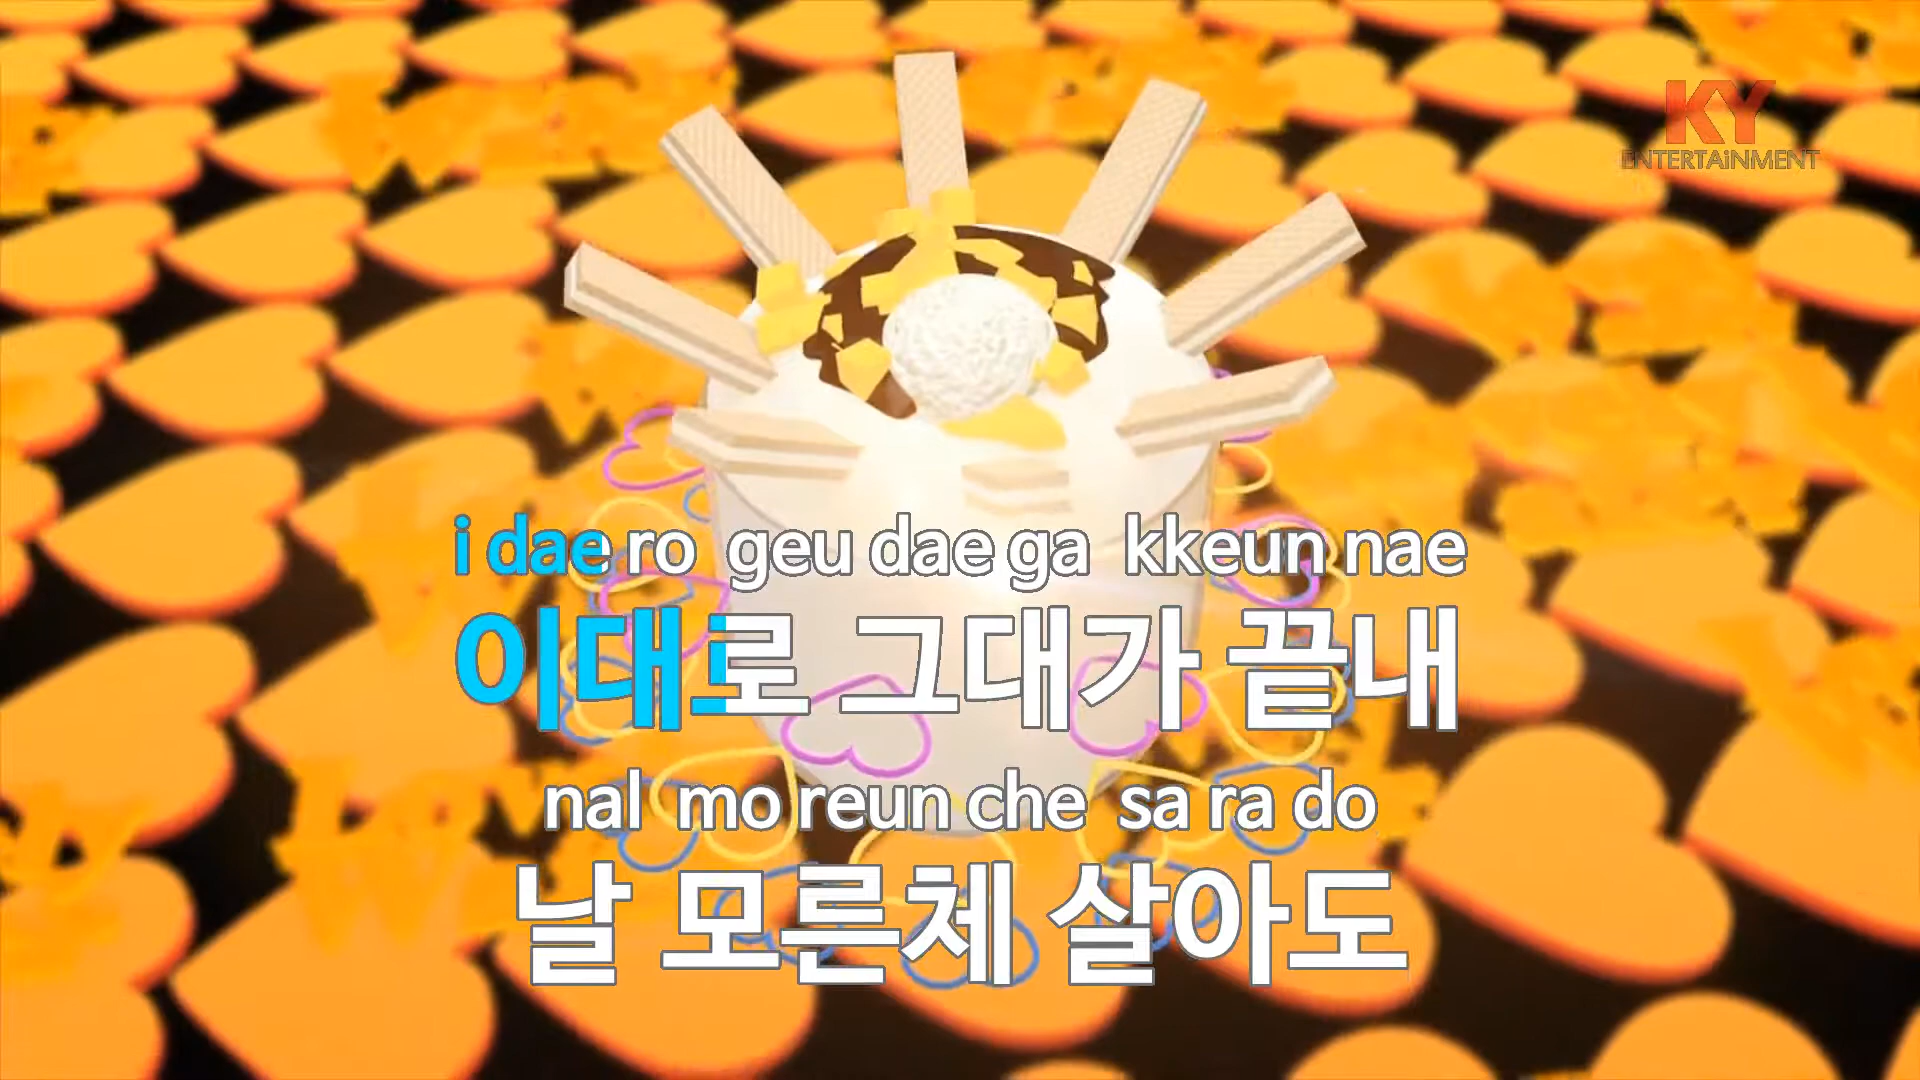 KY
ENTERTAiNMENT
i dae ro geu dae ga kkeun nae
이대로 그대가 끝내
nal mo reun che sa ra do
날 모른체 살아도